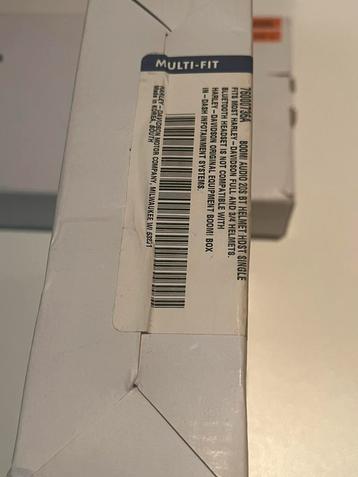 MULTI-FIT
76000739A BOOM! AUDIO 20S BT HELMET HDST SINGLE
FITS MOST HARLEY-DAVIDSON FULL AND 3/4 HELMETS.
BLUETOOTH HEADSET IS NOT COMPATIBLE WITH
HARLEY-DAVIDSON ORIGINAL EQUIPMENT BOOM! BOX
IN-DASH INFOTAINMENT SYSTEMS.
HARLEY-DAVIDSON MOTOR COMPANY, MILWAUKEE WI 53201
Made in KOREA, SOUTH